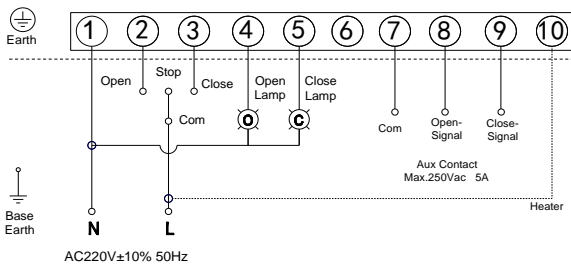 Earth
1 2 3 4 5 6 7 8 9 10
Open
Stop
Close
Open
Lamp
Close
Lamp
Com
O
C
Com
Open-
Signal
Close-
Signal
Aux Contact
Max.250Vac 5A
Base
Earth
Heater
N
L
AC220V±10% 50Hz